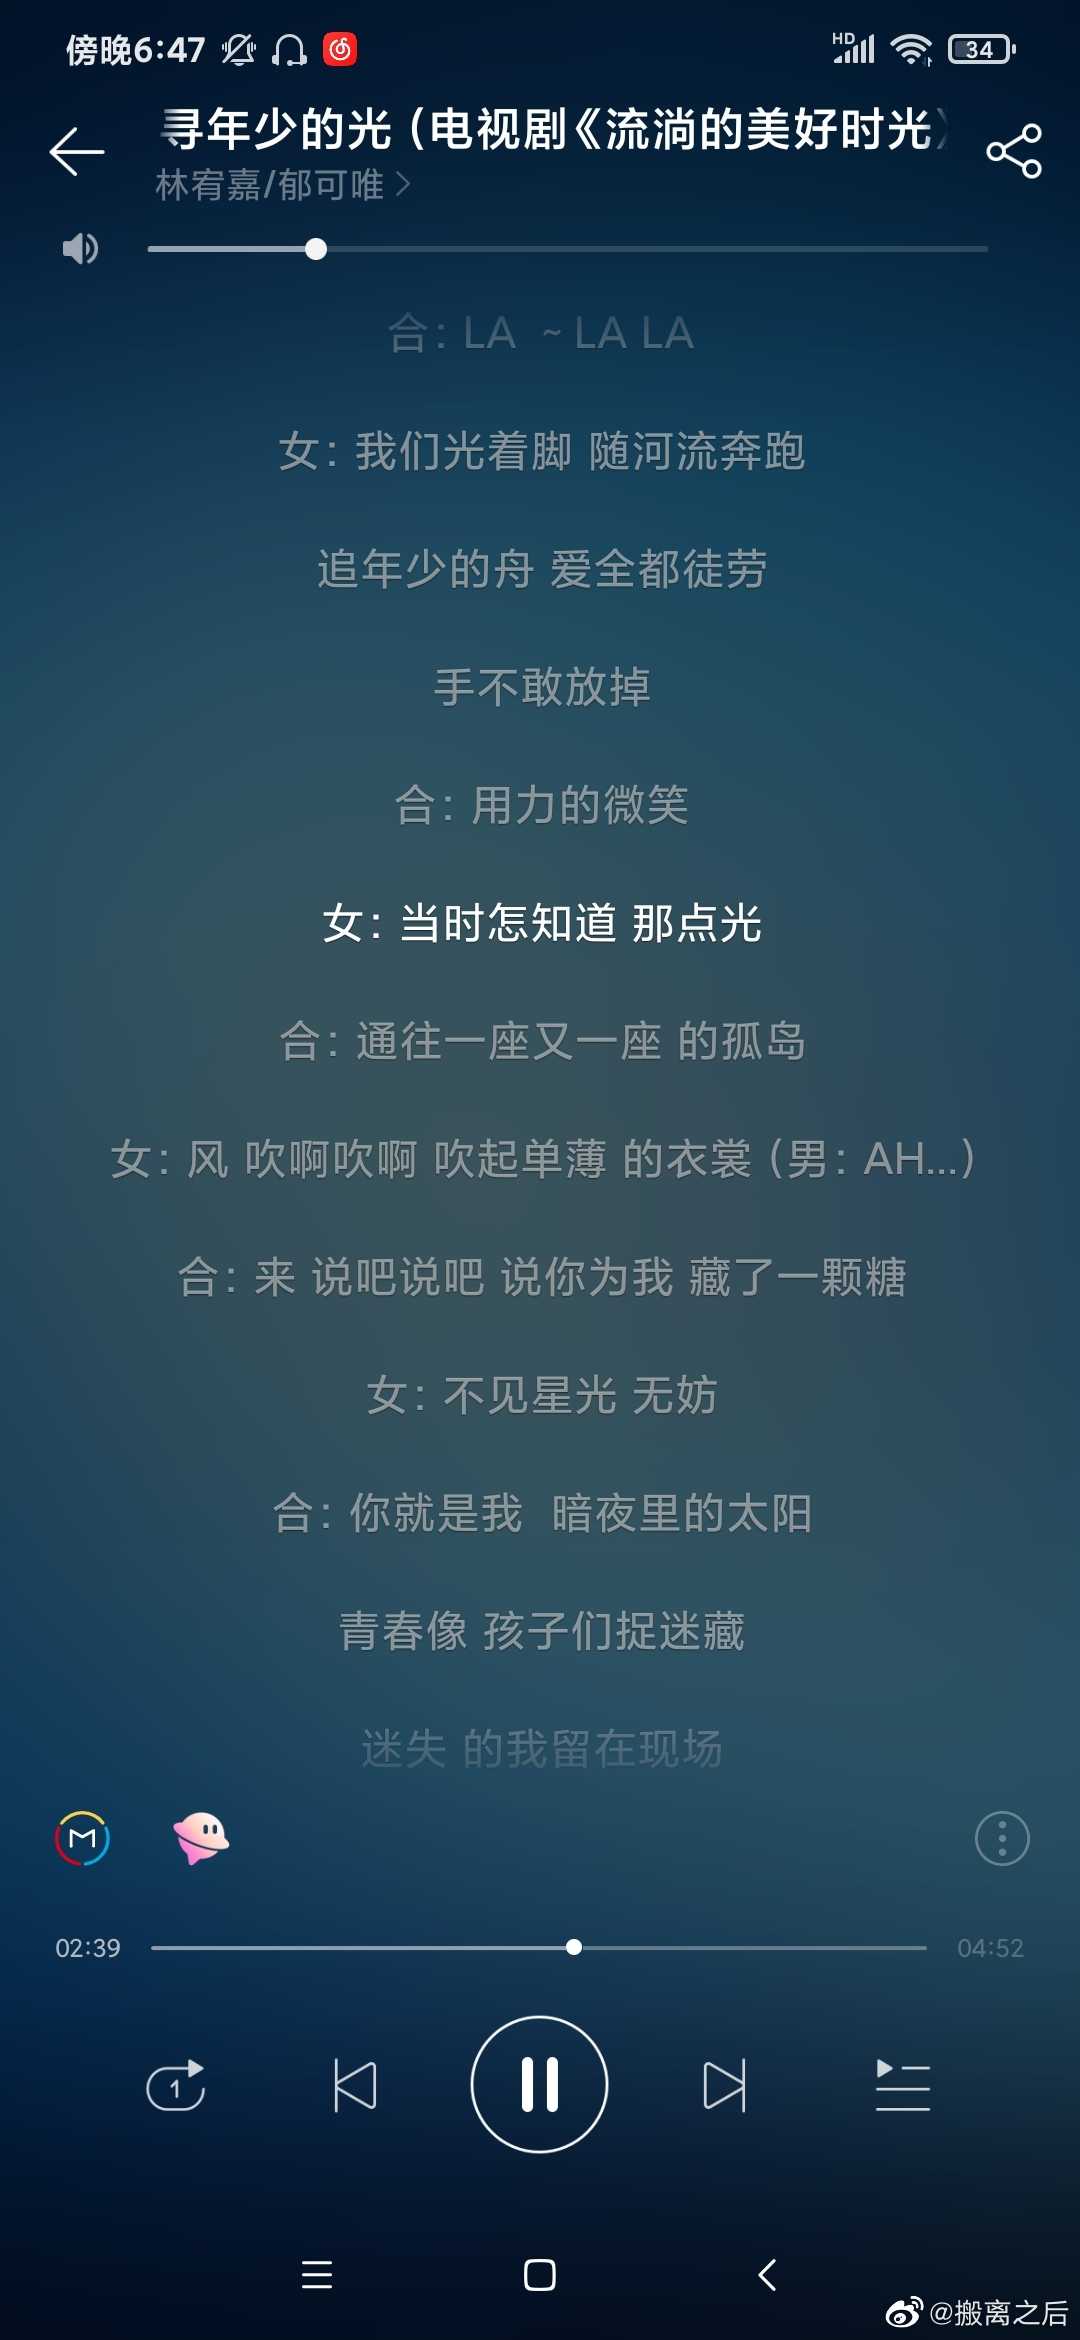 傍晚6:47
HD
34
寻年少的光（电视剧《流淌的美好时光》
林宥嘉/郁可唯
合：LA ～LA LA
女：我们光着脚 随河流奔跑
追年少的舟 爱全都徒劳
手不敢放掉
合：用力的微笑
女：当时怎知道 那点光
合：通往一座又一座 的孤岛
女：风 吹啊吹啊 吹起单薄 的衣裳（男：AH...）
合：来 说吧说吧 说你为我 藏了一颗糖
女：不见星光 无妨
合：你就是我  暗夜里的太阳
青春像 孩子们捉迷藏
迷失 的我留在现场
M
02:39
04:52
1
@搬离之后